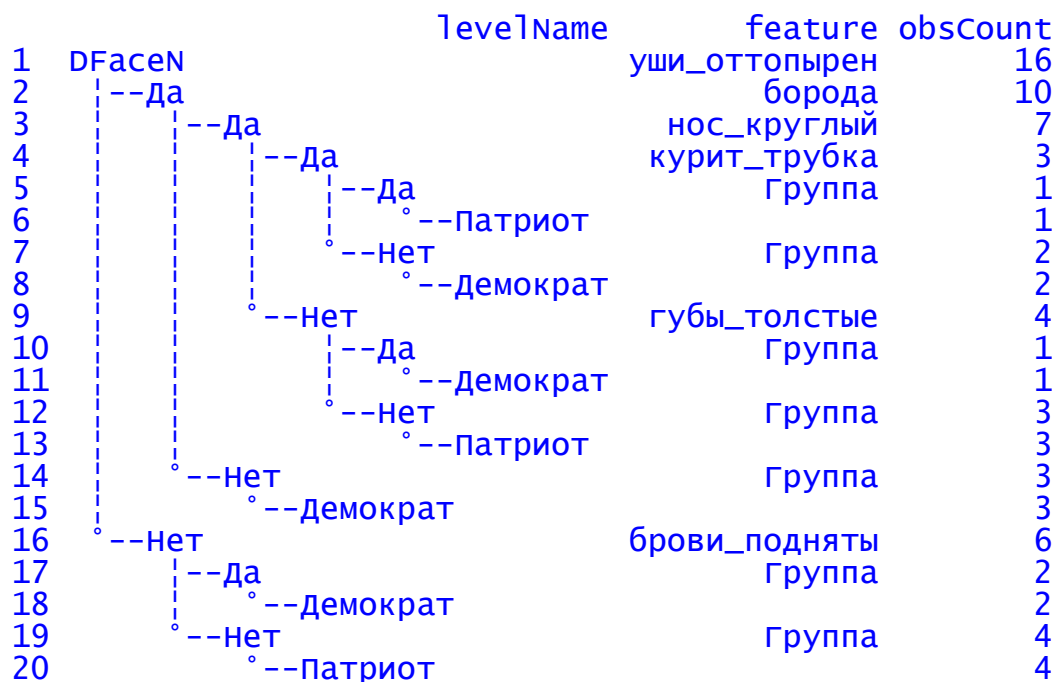 levelName feature obsCount
1 DFaceN уши_оттопырен 16
2 ¦--Да борода 10
3 ¦ ¦--Да нос_круглый 7
4 ¦ ¦ ¦--Да курит_трубка 3
5 ¦ ¦ ¦ ¦--Да Группа 1
6 ¦ ¦ ¦ ¦ °--Патриот 1
7 ¦ ¦ ¦ °--Нет Группа 2
8 ¦ ¦ ¦ °--Демократ 2
9 ¦ ¦ °--Нет губы_толстые 4
10 ¦ ¦ ¦--Да Группа 1
11 ¦ ¦ ¦ °--Демократ 1
12 ¦ ¦ °--Нет Группа 3
13 ¦ ¦ °--Патриот 3
14 ¦ °--Нет Группа 3
15 ¦ °--Демократ 3
16 °--Нет брови_подняты 6
17 ¦--Да Группа 2
18 ¦ °--Демократ 2
19 °--Нет Группа 4
20 °--Патриот 4